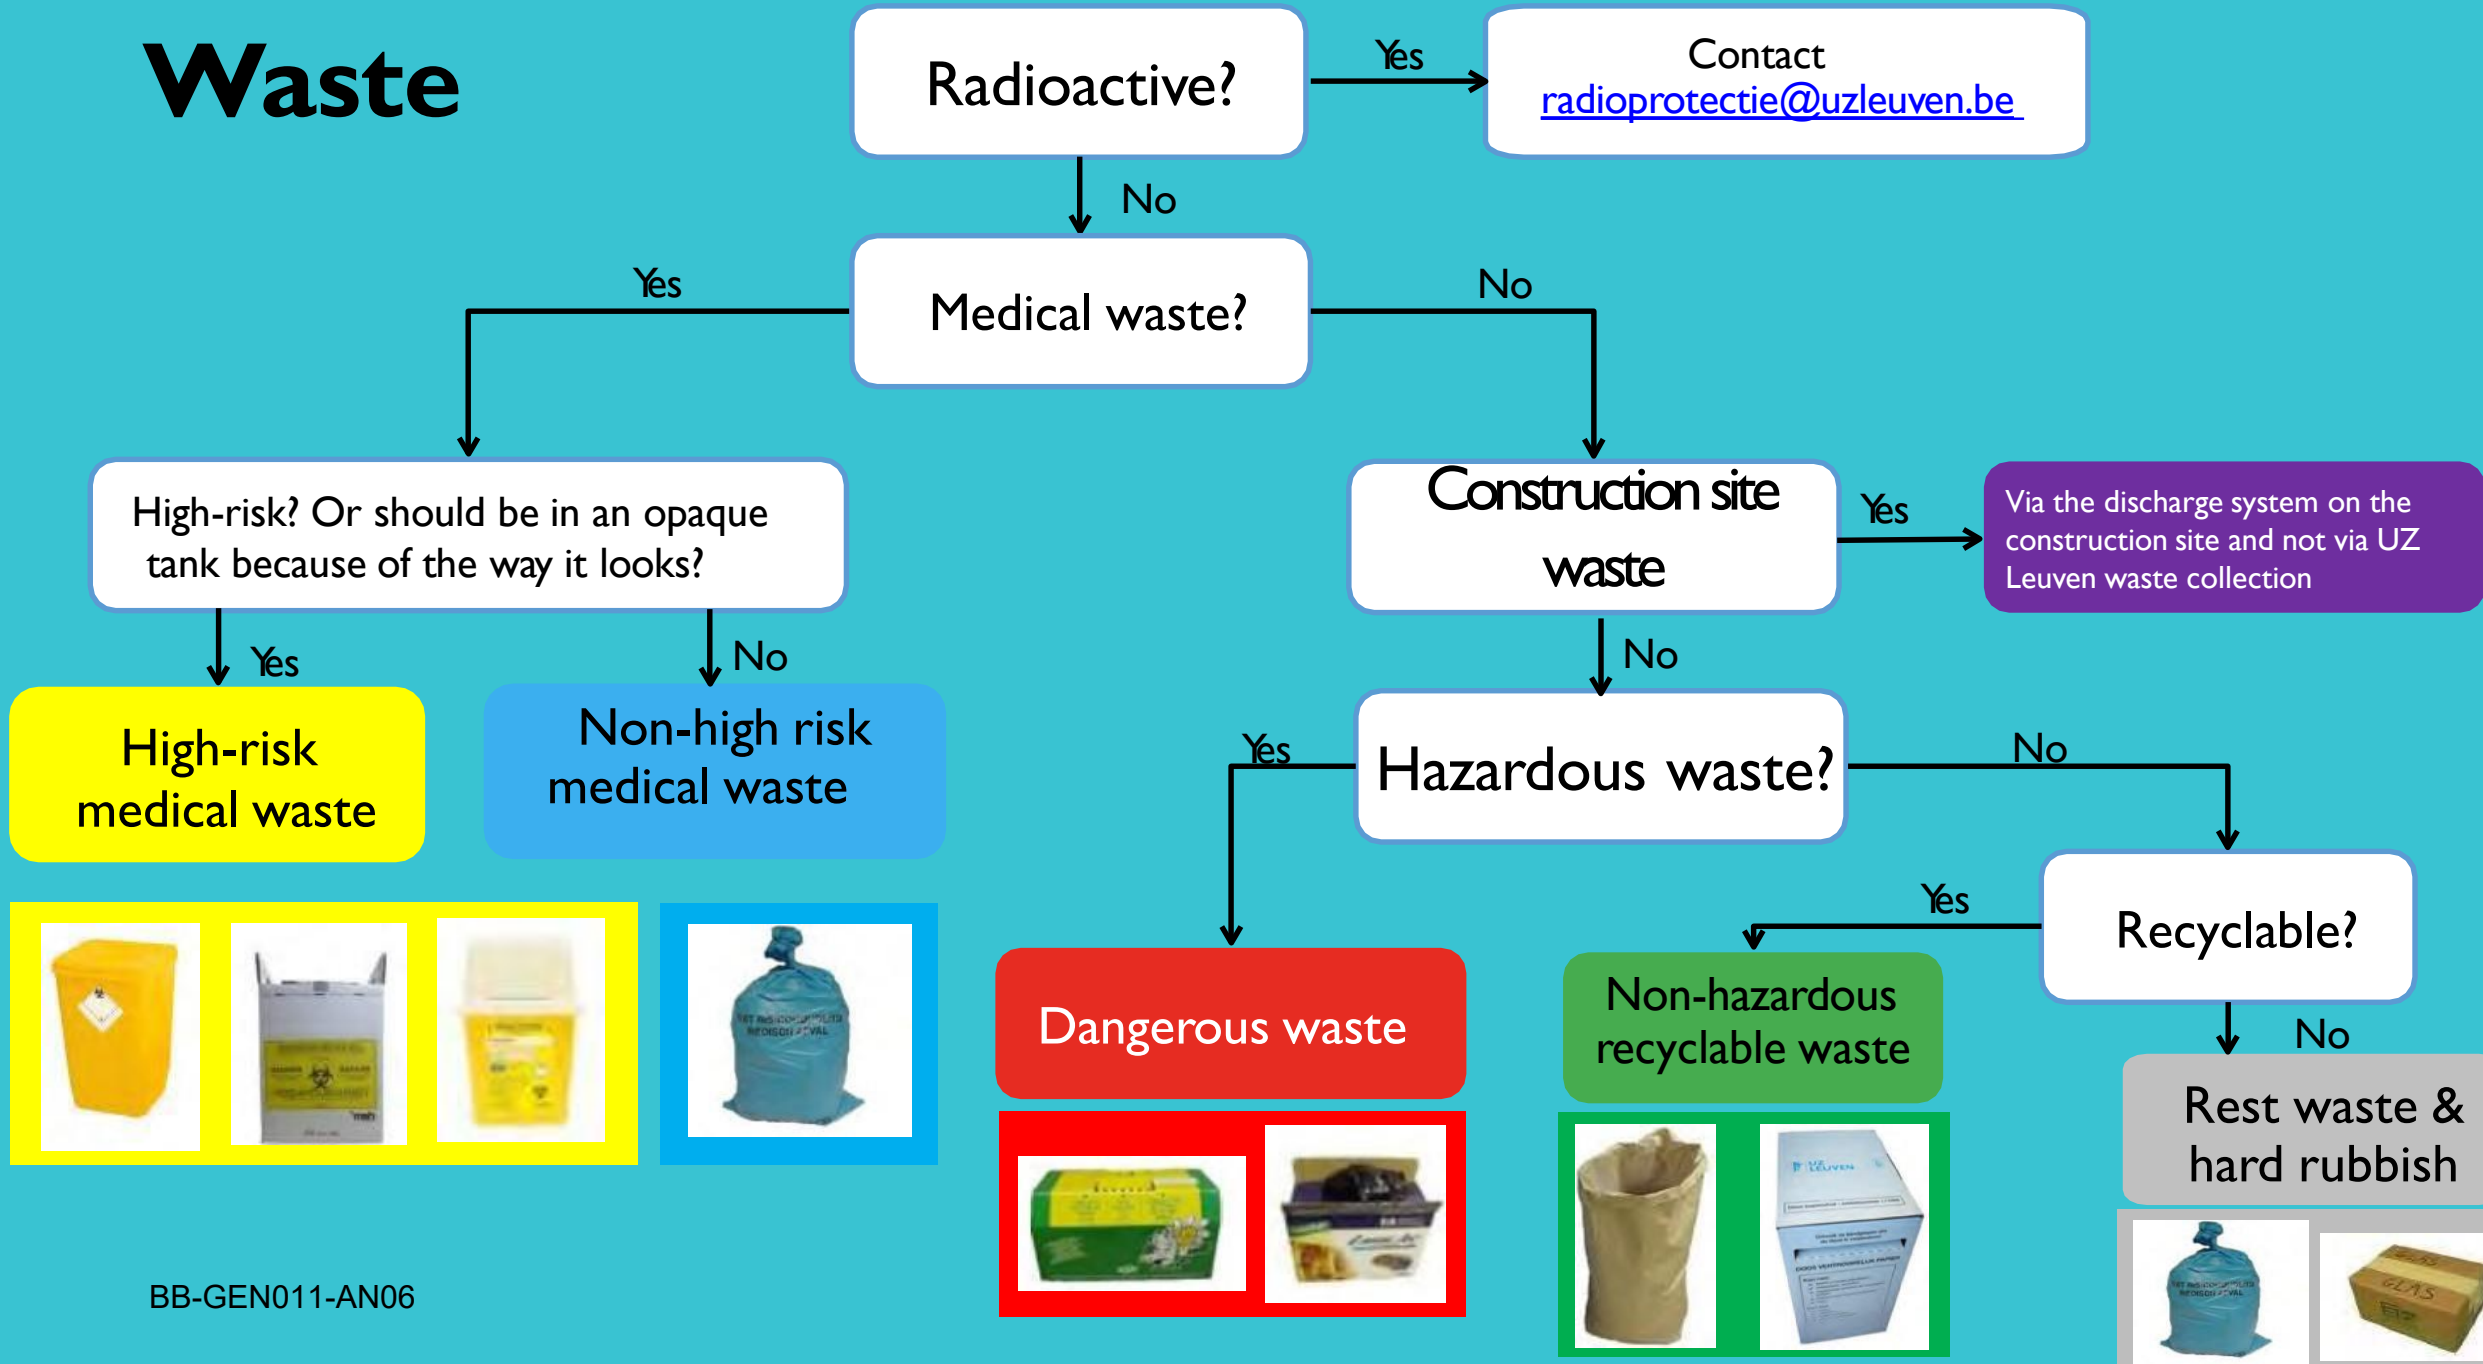 Waste
Radioactive?
Yes
Contact
radioprotectie@uzleuven.be
No
Medical waste?
Yes
No
High-risk? Or should be in an opaque
tank because of the way it looks?
Construction site
waste
Yes
Via the discharge system on the
construction site and not via UZ
Leuven waste collection
Yes
No
No
High-risk
medical waste
Non-high risk
medical waste
Hazardous waste?
Yes
No
Recyclable?
Yes
No
Dangerous waste
Non-hazardous
recyclable waste
Rest waste &
hard rubbish
UZ
LEUVEN
GLAS
BB-GEN011-AN06